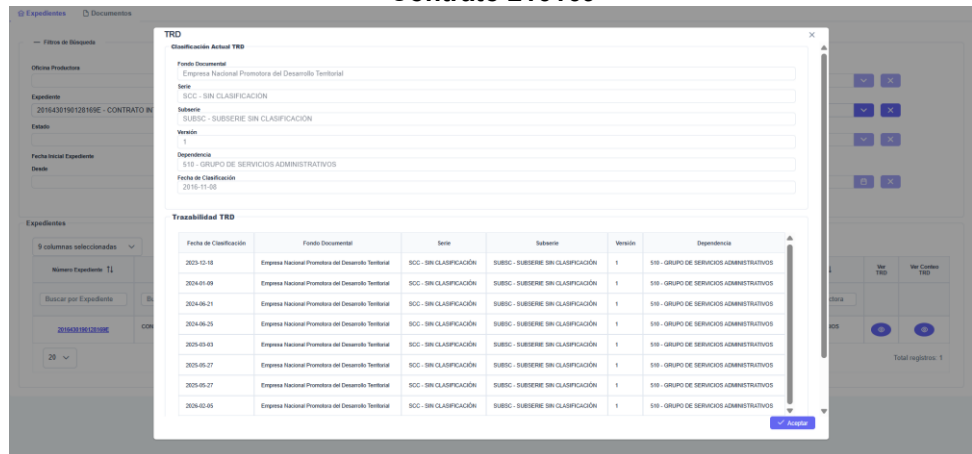 Expedientes Documentos
Filtros de Búsqueda
Oficina Productora
Expediente
2016430190128169E - CONTRATO IN
Estado
Fecha Inicial Expediente
Desde
Expedientes
9 columnas seleccionadas
Número Expediente
Buscar por Expediente
2016430190128169E
20
TRD
Clasificación Actual TRD
Fondo Documental
Empresa Nacional Promotora del Desarrollo Territorial
Serie
SCC - SIN CLASIFICACIÓN
Subserie
SUBSC - SUBSERIE SIN CLASIFICACIÓN
Versión
1
Dependencia
510 - GRUPO DE SERVICIOS ADMINISTRATIVOS
Fecha de Clasificación
2016-11-08
Trazabilidad TRD
Fecha de Clasificación Fondo Documental Serie Subserie Versión Dependencia
2023-12-18 Empresa Nacional Promotora del Desarrollo Territorial SCC - SIN CLASIFICACIÓN SUBSC - SUBSERIE SIN CLASIFICACIÓN 1 510 - GRUPO DE SERVICIOS ADMINISTRATIVOS
2024-01-09 Empresa Nacional Promotora del Desarrollo Territorial SCC - SIN CLASIFICACIÓN SUBSC - SUBSERIE SIN CLASIFICACIÓN 1 510 - GRUPO DE SERVICIOS ADMINISTRATIVOS
2024-06-21 Empresa Nacional Promotora del Desarrollo Territorial SCC - SIN CLASIFICACIÓN SUBSC - SUBSERIE SIN CLASIFICACIÓN 1 510 - GRUPO DE SERVICIOS ADMINISTRATIVOS
2024-06-25 Empresa Nacional Promotora del Desarrollo Territorial SCC - SIN CLASIFICACIÓN SUBSC - SUBSERIE SIN CLASIFICACIÓN 1 510 - GRUPO DE SERVICIOS ADMINISTRATIVOS
2025-03-03 Empresa Nacional Promotora del Desarrollo Territorial SCC - SIN CLASIFICACIÓN SUBSC - SUBSERIE SIN CLASIFICACIÓN 1 510 - GRUPO DE SERVICIOS ADMINISTRATIVOS
2025-05-27 Empresa Nacional Promotora del Desarrollo Territorial SCC - SIN CLASIFICACIÓN SUBSC - SUBSERIE SIN CLASIFICACIÓN 1 510 - GRUPO DE SERVICIOS ADMINISTRATIVOS
2025-05-27 Empresa Nacional Promotora del Desarrollo Territorial SCC - SIN CLASIFICACIÓN SUBSC - SUBSERIE SIN CLASIFICACIÓN 1 510 - GRUPO DE SERVICIOS ADMINISTRATIVOS
2026-02-05 Empresa Nacional Promotora del Desarrollo Territorial SCC - SIN CLASIFICACIÓN SUBSC - SUBSERIE SIN CLASIFICACIÓN 1 510 - GRUPO DE SERVICIOS ADMINISTRATIVOS
Aceptar
Ver TRD Ver Conteo TRD
Total registros: 1